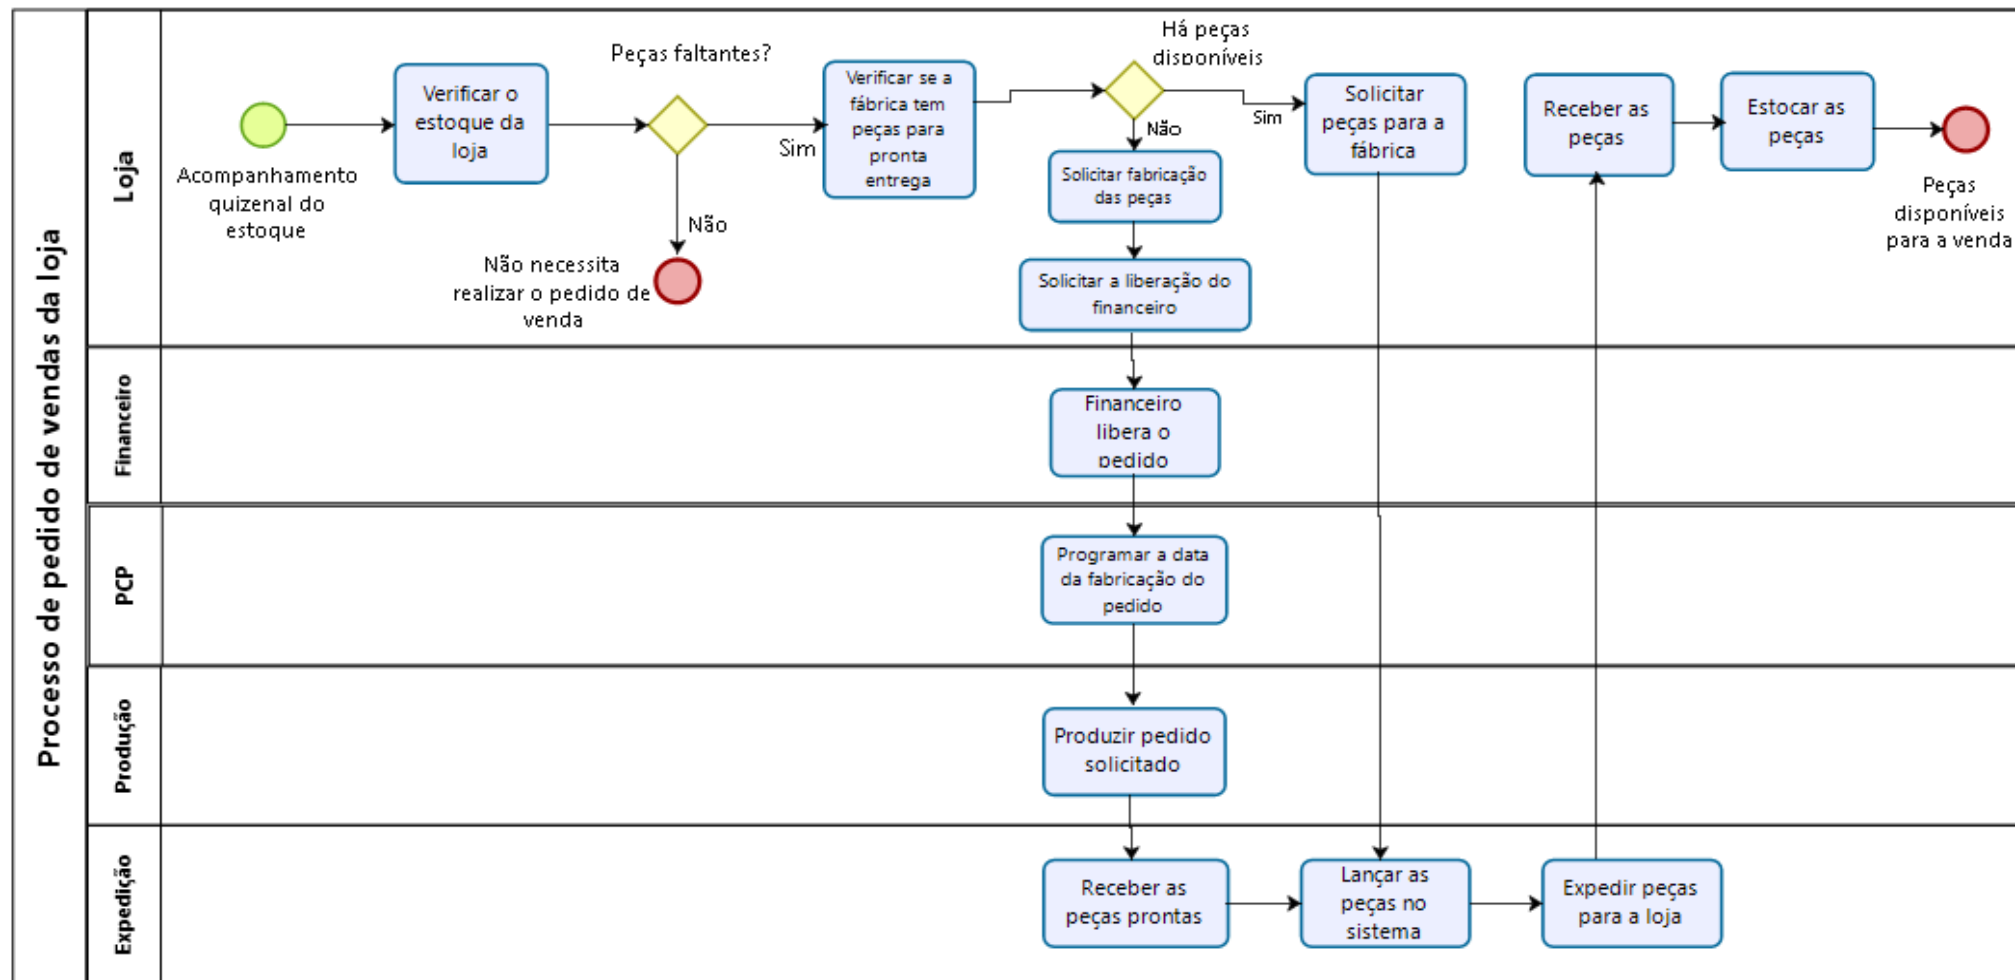 Processo de pedido de vendas da loja
Loja
Acompanhamento
quizenal do
estoque
Verificar o
estoque da
loja
Peças faltantes?
Sim
Não
Não necessita
realizar o pedido de
venda
Verificar se a
fábrica tem
peças para
pronta
entrega
Há peças
disponíveis
Sim
Não
Solicitar fabricação
das peças
Solicitar a liberação do
financeiro
Solicitar
peças para a
fábrica
Receber as
peças
Estocar as
peças
Peças
disponíveis
para a venda
Financeiro
Financeiro
libera o
pedido
PCP
Programar a data
da fabricação do
pedido
Produção
Produzir pedido
solicitado
Expedição
Receber as
peças prontas
Lançar as
peças no
sistema
Expedir peças
para a loja